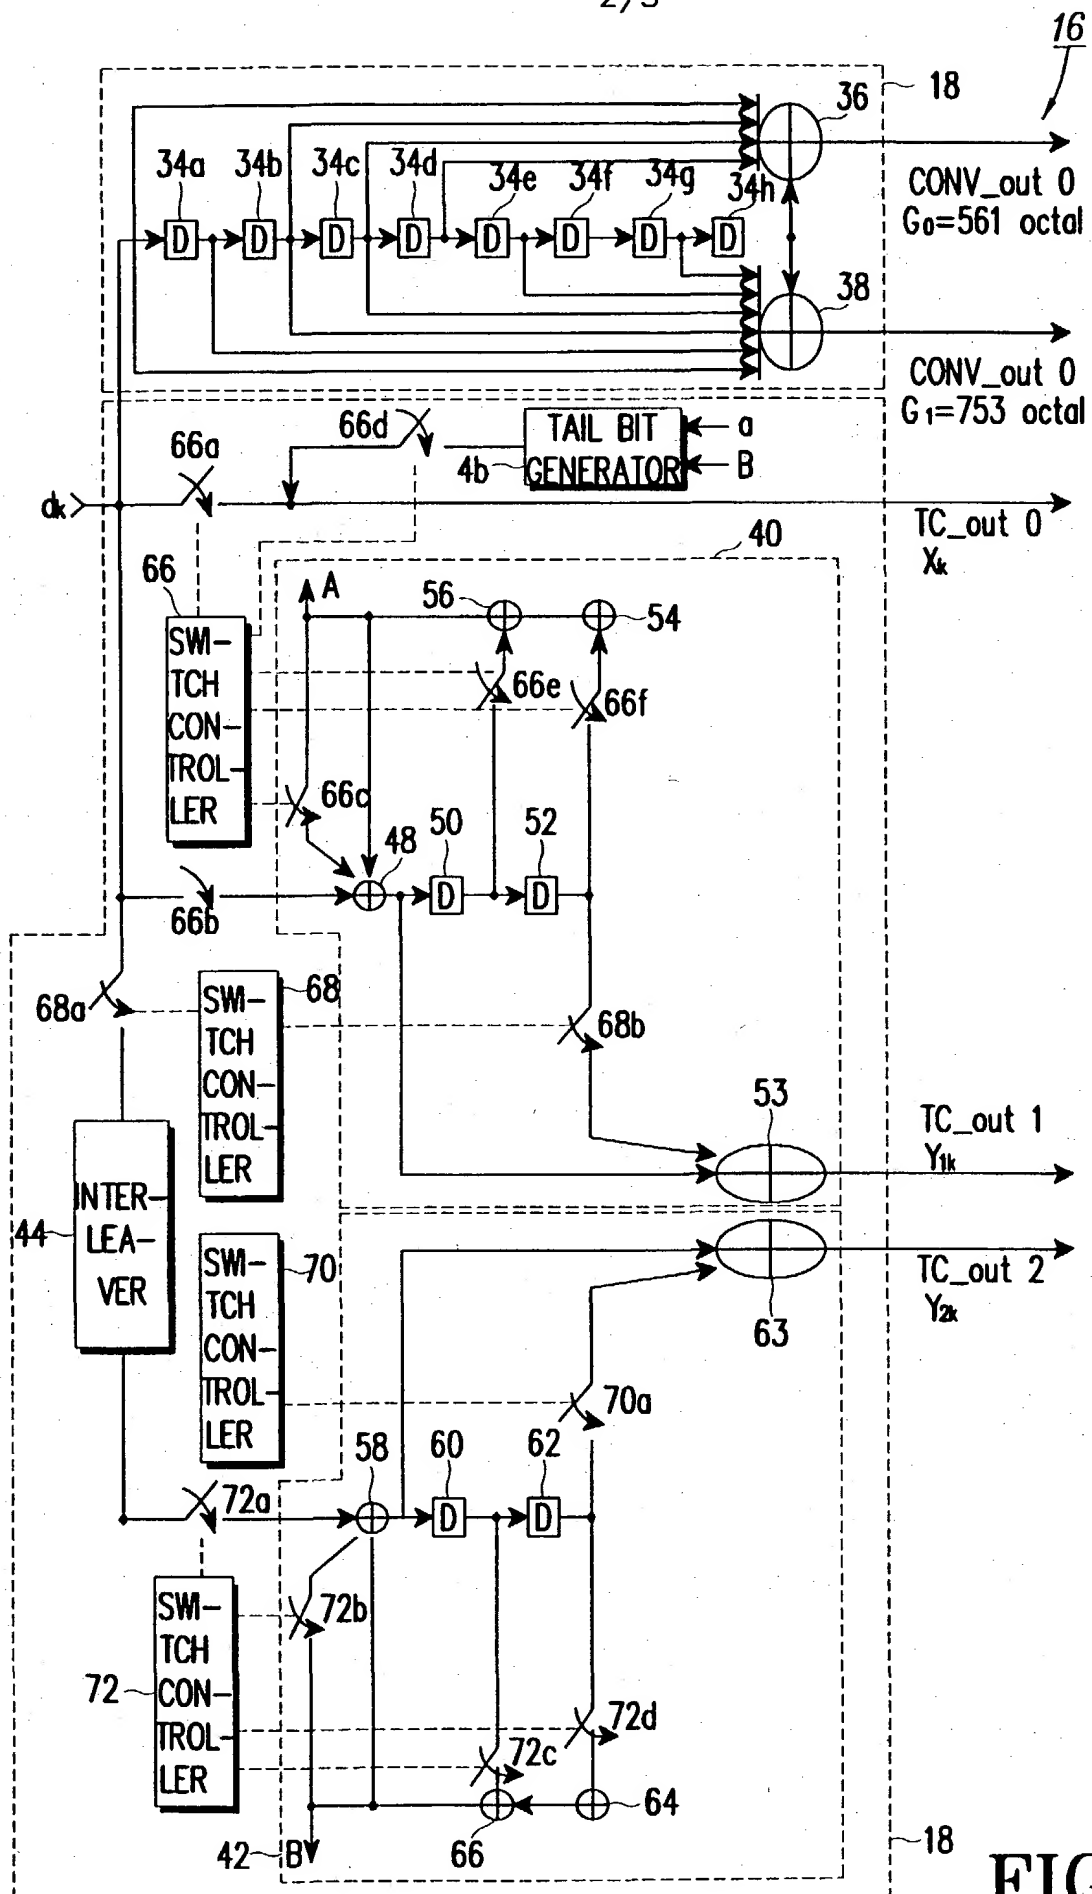 2/3
16
18
36
34a 34b 34c 34d 34e 34f 34g 34h
D D D D D D D D
CONV_out 0
G0=561 octal
38
CONV_out 0
G1=753 octal
66a
66d
TAIL BIT
GENERATOR
4b
a
B
dk
TC_out 0
Xk
40
66
A
56
54
SWI-
TCH
CON-
TROL-
LER
66e
66f
66c
48
50
52
D D
66b
68a
SWI-
TCH
CON-
TROL-
LER
68
68b
53
TC_out 1
Y1k
INTER-
LEA-
VER
44
SWI-
TCH
CON-
TROL-
LER
70
TC_out 2
Y2k
63
70a
58
60
62
72a
D D
SWI-
TCH
CON-
TROL-
LER
72
72b
72d
72c
64
42
B
66
18